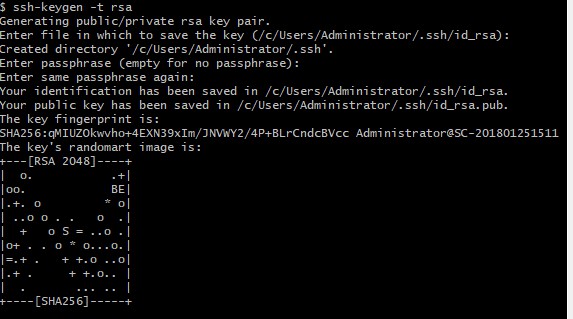 $ ssh-keygen -t rsa
Generating public/private rsa key pair.
Enter file in which to save the key (/c/Users/Administrator/.ssh/id_rsa):
Created directory '/c/Users/Administrator/.ssh'.
Enter passphrase (empty for no passphrase):
Enter same passphrase again:
Your identification has been saved in /c/Users/Administrator/.ssh/id_rsa.
Your public key has been saved in /c/Users/Administrator/.ssh/id_rsa.pub.
The key fingerprint is:
SHA256:qMIUZOkwvho+4EXN39xIm/JNVWY2/4P+BLrCndcBVcc Administrator@SC-201801251511
The key's randomart image is:
+---[RSA 2048]----+
|  o.           .+|
|oo.            BE|
|.+. o         * o|
| ..o o . .   o  .|
|  +   o S = ..o .|
|o+ . . o * o...o.|
|=.+ .   + +.o ..o|
|.+ .     + +.o.. |
|  .       ... .. |
+----[SHA256]-----+